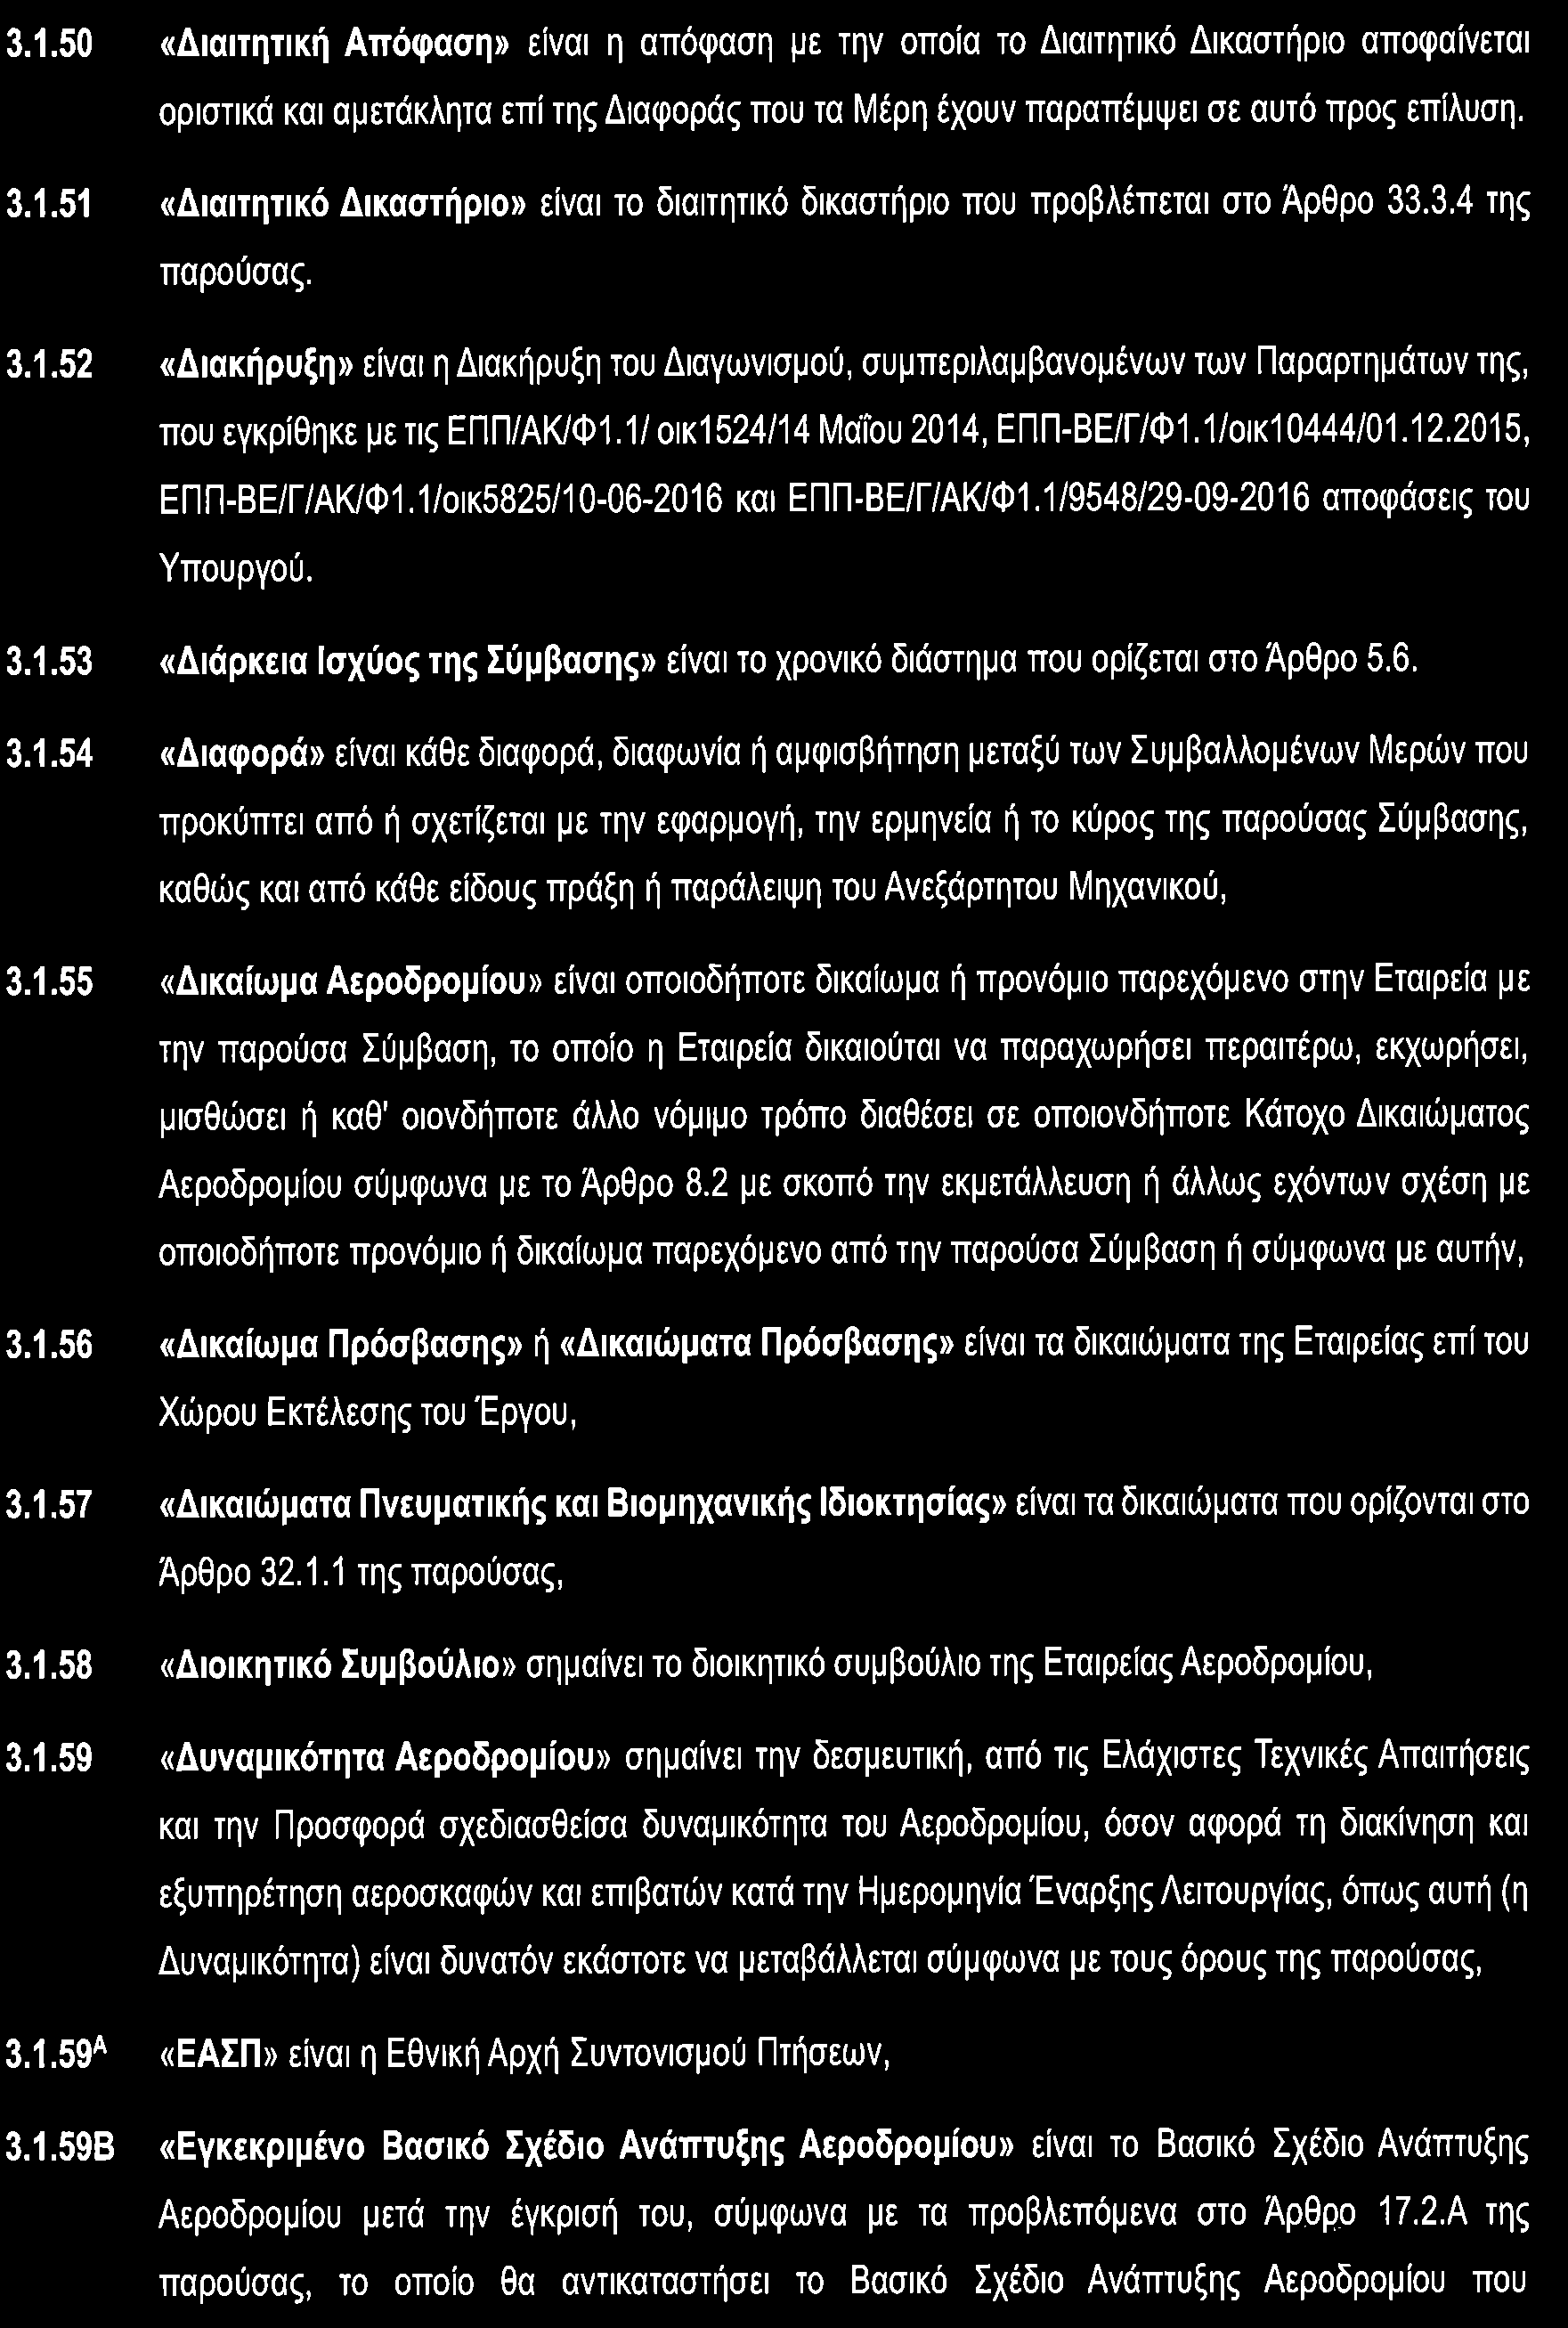 3.1.50 «Διαιτητική Απόφαση» είναι η απόφαση με την οποία το Διαιτητικό Δικαστήριο αποφαίνεται
οριστικά και αμετάκλητα επί της Διαφοράς που τα Μέρη έχουν παραπέμψει σε αυτό προς επίλυση.
3.1.51 «Διαιτητικό Δικαστήριο» είναι το διαιτητικό δικαστήριο που προβλέπεται στο Άρθρο 33.3.4 της
παρούσας.
3.1.52 «Διακήρυξη» είναι η Διακήρυξη του Διαγωνισμού, συμπεριλαμβανομένων των Παραρτημάτων της,
που εγκρίθηκε με τις ΕΠΠ/ΑΚ/Φ1.1/ οικ1524/14 Μαΐου 2014, ΕΠΠ-ΒΕ/Γ/Φ1.1/οικ10444/01.12.2015,
ΕΠΠ-ΒΕ/Γ/ΑΚ/Φ1.1/οικ5825/10-06-2016 και ΕΠΠ-ΒΕ/Γ/ΑΚ/Φ1.1/9548/29-09-2016 αποφάσεις του
Υπουργού.
3.1.53 «Διάρκεια Ισχύος της Σύμβασης» είναι το χρονικό διάστημα που ορίζεται στο Άρθρο 5.6.
3.1.54 «Διαφορά» είναι κάθε διαφορά, διαφωνία ή αμφισβήτηση μεταξύ των Συμβαλλομένων Μερών που
προκύπτει από ή σχετίζεται με την εφαρμογή, την ερμηνεία ή το κύρος της παρούσας Σύμβασης,
καθώς και από κάθε είδους πράξη ή παράλειψη του Ανεξάρτητου Μηχανικού,
3.1.55 «Δικαίωμα Αεροδρομίου» είναι οποιοδήποτε δικαίωμα ή προνόμιο παρεχόμενο στην Εταιρεία με
την παρούσα Σύμβαση, το οποίο η Εταιρεία δικαιούται να παραχωρήσει περαιτέρω, εκχωρήσει,
μισθώσει ή καθ' οιονδήποτε άλλο νόμιμο τρόπο διαθέσει σε οποιονδήποτε Κάτοχο Δικαιώματος
Αεροδρομίου σύμφωνα με το Άρθρο 8.2 με σκοπό την εκμετάλλευση ή άλλως εχόντων σχέση με
οποιοδήποτε προνόμιο ή δικαίωμα παρεχόμενο από την παρούσα Σύμβαση ή σύμφωνα με αυτήν,
3.1.56 «Δικαίωμα Πρόσβασης» ή «Δικαιώματα Πρόσβασης» είναι τα δικαιώματα της Εταιρείας επί του
Χώρου Εκτέλεσης του Έργου,
3.1.57 «Δικαιώματα Πνευματικής και Βιομηχανικής Ιδιοκτησίας» είναι τα δικαιώματα που ορίζονται στο
Άρθρο 32.1.1 της παρούσας,
3.1.58 «Διοικητικό Συμβούλιο» σημαίνει το διοικητικό συμβούλιο της Εταιρείας Αεροδρομίου,
3.1.59 «Δυναμικότητα Αεροδρομίου» σημαίνει την δεσμευτική, από τις Ελάχιστες Τεχνικές Απαιτήσεις
και την Προσφορά σχεδιασθείσα δυναμικότητα του Αεροδρομίου, όσον αφορά τη διακίνηση και
εξυπηρέτηση αεροσκαφών και επιβατών κατά την Ημερομηνία Έναρξης Λειτουργίας, όπως αυτή (η
Δυναμικότητα) είναι δυνατόν εκάστοτε να μεταβάλλεται σύμφωνα με τους όρους της παρούσας,
3.1.59Α «ΕΑΣΠ» είναι η Εθνική Αρχή Συντονισμού Πτήσεων,
3.1.59Β «Εγκεκριμένο Βασικό Σχέδιο Ανάπτυξης Αεροδρομίου» είναι το Βασικό Σχέδιο Ανάπτυξης
Αεροδρομίου μετά την έγκρισή του, σύμφωνα με τα προβλεπόμενα στο Άρθρο 17.2.Α της
παρούσας, το οποίο θα αντικαταστήσει το Βασικό Σχέδιο Ανάπτυξης Αεροδρομίου που